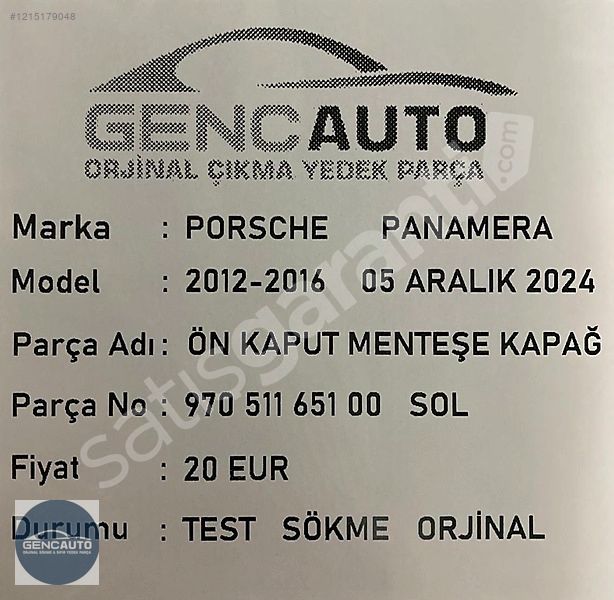 #1215179048
GENCAUTO
ORJİNAL ÇIKMA YEDEK PARÇA
Marka : PORSCHE PANAMERA
Model : 2012-2016 05 ARALIK 2024
Parça Adı : ÖN KAPUT MENTEŞE KAPAĞ
Parça No : 970 511 651 00 SOL
Fiyat : 20 EUR
Durumu : TEST SÖKME ORJİNAL
satisgaranti.com
GENCAUTO